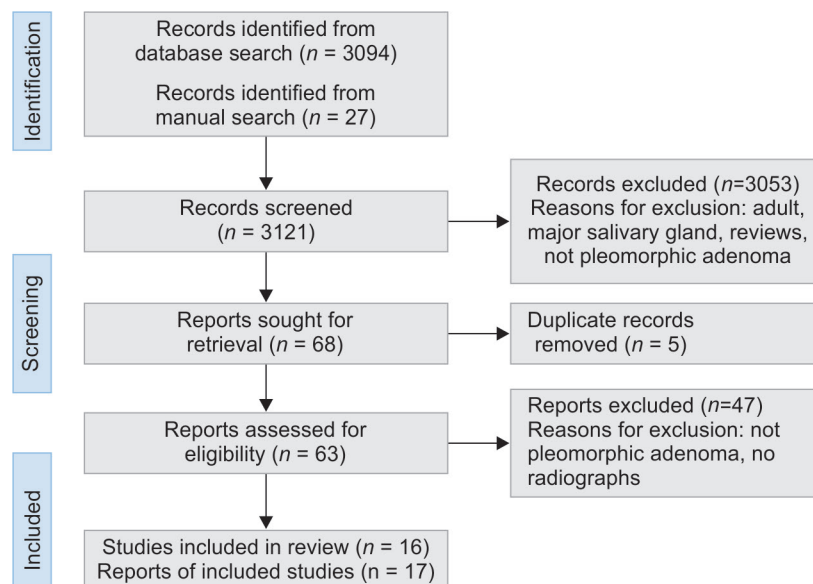 Identification
Records identified from
database search (n = 3094)
Records identified from
manual search (n = 27)
Records screened
(n = 3121)
Records excluded (n=3053)
Reasons for exclusion: adult,
major salivary gland, reviews,
not pleomorphic adenoma
Screening
Reports sought for
retrieval (n = 68)
Duplicate records
removed (n = 5)
Reports assessed for
eligibility (n = 63)
Reports excluded (n=47)
Reasons for exclusion: not
pleomorphic adenoma, no
radiographs
Included
Studies included in review (n = 16)
Reports of included studies (n = 17)